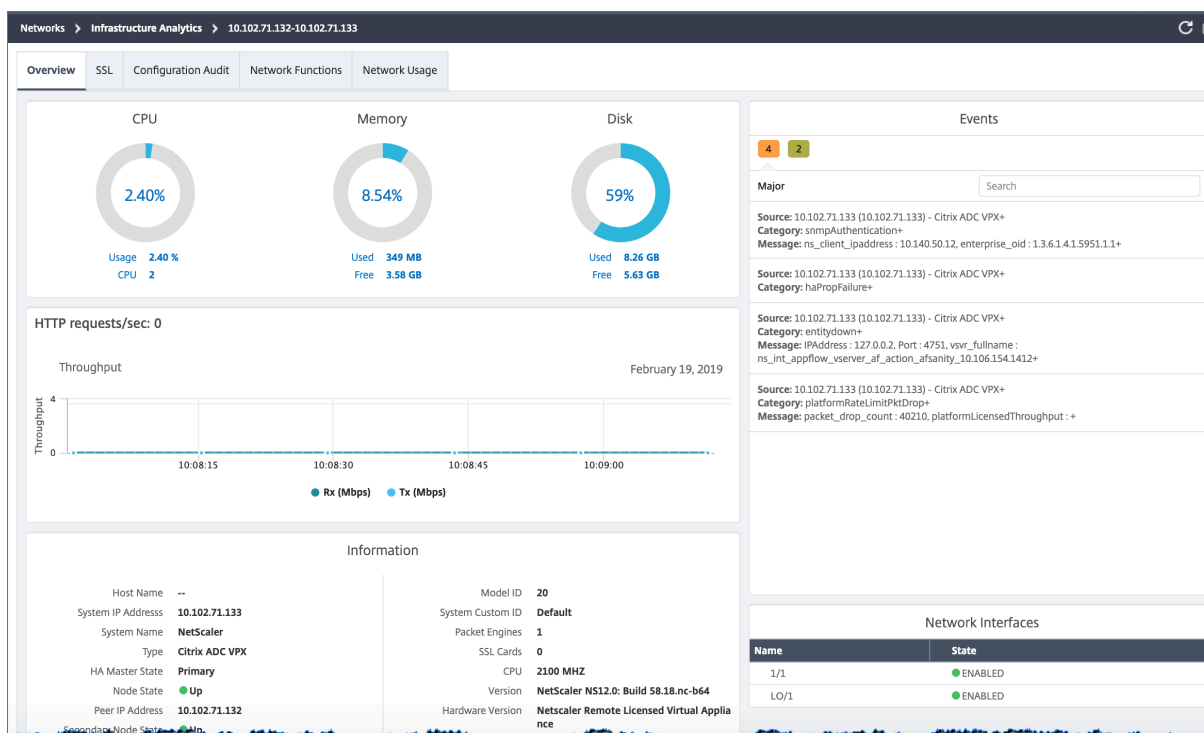 Networks > Infrastructure Analytics > 10.102.71.132-10.102.71.133
Overview SSL Configuration Audit Network Functions Network Usage
CPU
2.40%
Usage 2.40 %
CPU 2
Memory
8.54%
Used 349 MB
Free 3.58 GB
Disk
59%
Used 8.26 GB
Free 5.63 GB
HTTP requests/sec: 0
Throughput
February 19, 2019
Throughput
4
0
10:08:15 10:08:30 10:08:45 10:09:00
Rx (Mbps) Tx (Mbps)
Information
Host Name --
System IP Addresss 10.102.71.133
System Name NetScaler
Type Citrix ADC VPX
HA Master State Primary
Node State Up
Peer IP Address 10.102.71.132
Secondary Node State Up
Model ID 20
System Custom ID Default
Packet Engines 1
SSL Cards 0
CPU 2100 MHZ
Version NetScaler NS12.0: Build 58.18.nc-b64
Hardware Version Netscaler Remote Licensed Virtual Applia
nce
Events
4 2
Major
Search
Source: 10.102.71.133 (10.102.71.133) - Citrix ADC VPX+
Category: snmpAuthentication+
Message: ns_client_ipaddress : 10.140.50.12, enterprise_oid : 1.3.6.1.4.1.5951.1.1+
Source: 10.102.71.133 (10.102.71.133) - Citrix ADC VPX+
Category: haPropFailure+
Source: 10.102.71.133 (10.102.71.133) - Citrix ADC VPX+
Category: entitydown+
Message: IPAddress : 127.0.0.2, Port : 4751, vsvr_fullname :
ns_int_appflow_vserver_af_action_afsanity_10.106.154.1412+
Source: 10.102.71.133 (10.102.71.133) - Citrix ADC VPX+
Category: platformRateLimitPktDrop+
Message: packet_drop_count : 40210, platformLicensedThroughput : +
Network Interfaces
Name State
1/1 ENABLED
LO/1 ENABLED